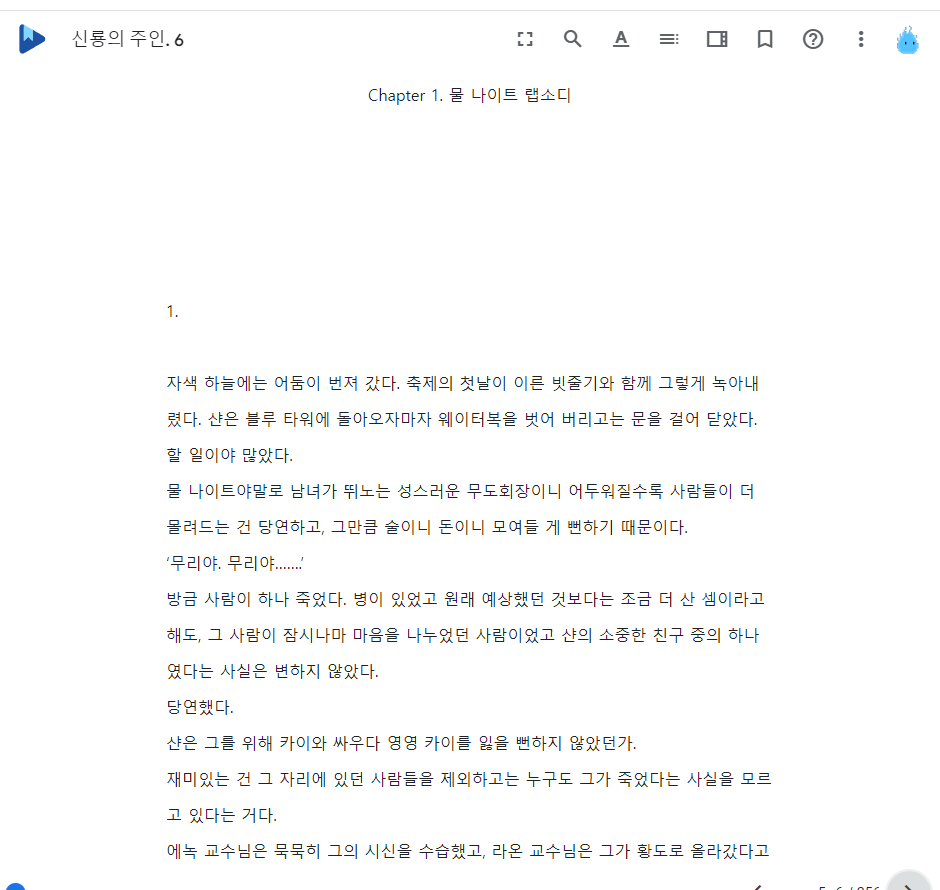 신룡의 주인. 6
Chapter 1. 물 나이트 랩소디
1.
자색 하늘에는 어둠이 번져 갔다. 축제의 첫날이 이른 빗줄기와 함께 그렇게 녹아내
렸다. 샨은 블루 타워에 돌아오자마자 웨이터복을 벗어 버리고는 문을 걸어 닫았다.
할 일이야 많았다.
물 나이트야말로 남녀가 뛰노는 성스러운 무도회장이니 어두워질수록 사람들이 더
몰려드는 건 당연하고, 그만큼 술이니 돈이니 모여들 게 뻔하기 때문이다.
'무리야. 무리야…….'
방금 사람이 하나 죽었다. 병이 있었고 원래 예상했던 것보다는 조금 더 산 셈이라고
해도, 그 사람이 잠시나마 마음을 나누었던 사람이었고 샨의 소중한 친구 중의 하나
였다는 사실은 변하지 않았다.
당연했다.
샨은 그를 위해 카이와 싸우다 영영 카이를 잃을 뻔하지 않았던가.
재미있는 건 그 자리에 있던 사람들을 제외하고는 누구도 그가 죽었다는 사실을 모르
고 있다는 거다.
에녹 교수님은 묵묵히 그의 시신을 수습했고, 라온 교수님은 그가 황도로 올라갔다고